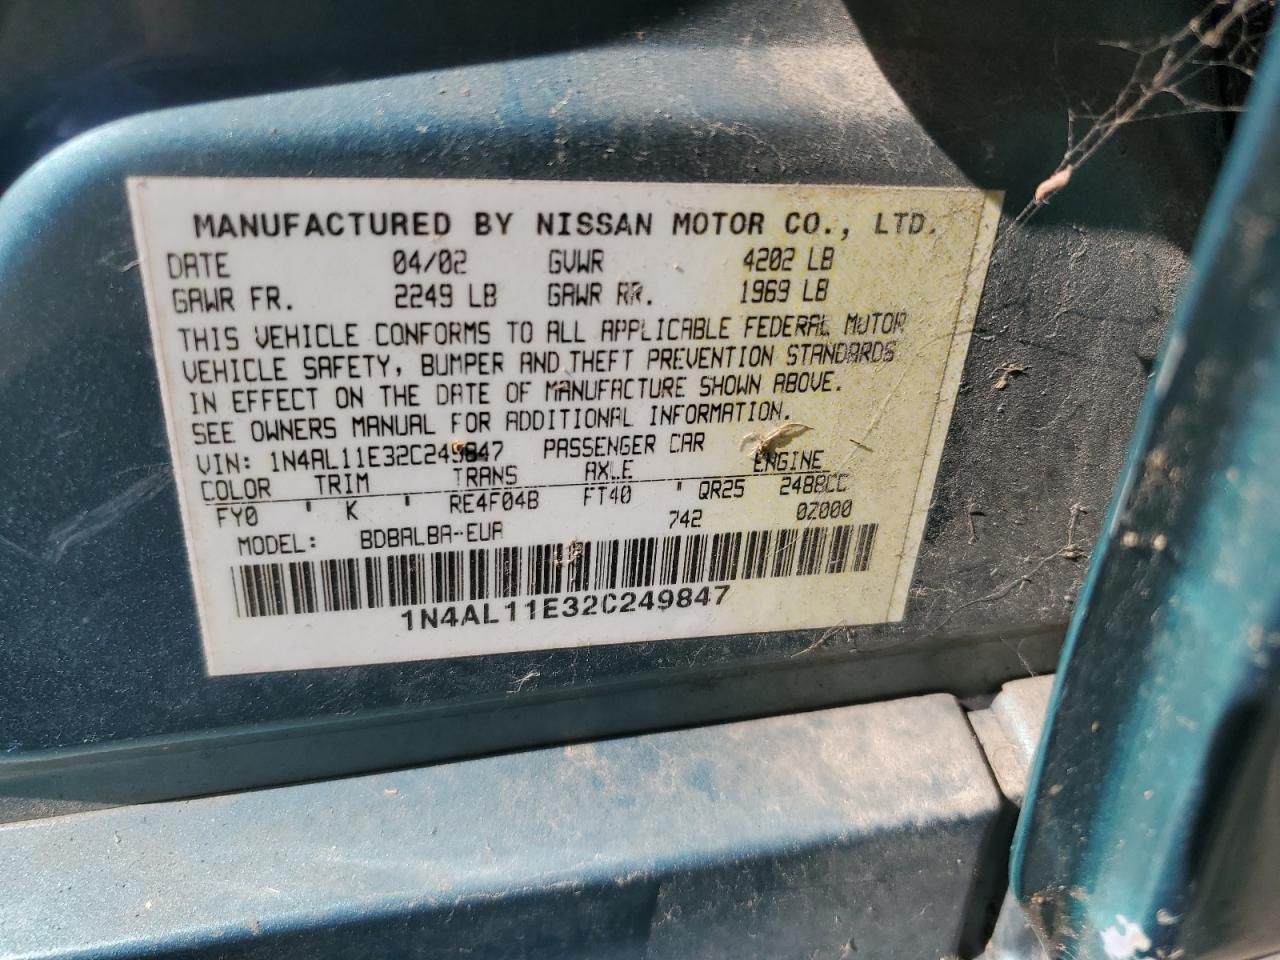 MANUFACTURED BY NISSAN MOTOR CO., LTD.
DATE 04/02 GVWR 4202 LB
GAWR FR. 2249 LB GAWR RR. 1969 LB
THIS VEHICLE CONFORMS TO ALL APPLICABLE FEDERAL MOTOR
VEHICLE SAFETY, BUMPER AND THEFT PREVENTION STANDARDS
IN EFFECT ON THE DATE OF MANUFACTURE SHOWN ABOVE.
SEE OWNERS MANUAL FOR ADDITIONAL INFORMATION.
VIN: 1N4AL11E32C249847 PASSENGER CAR
COLOR TRIM TRANS AXLE ENGINE
FY0 ' K ' RE4F04B FT40 ' QR25 2488CC
MODEL: BDBALBA-EUA 742 0Z000
1N4AL11E32C249847